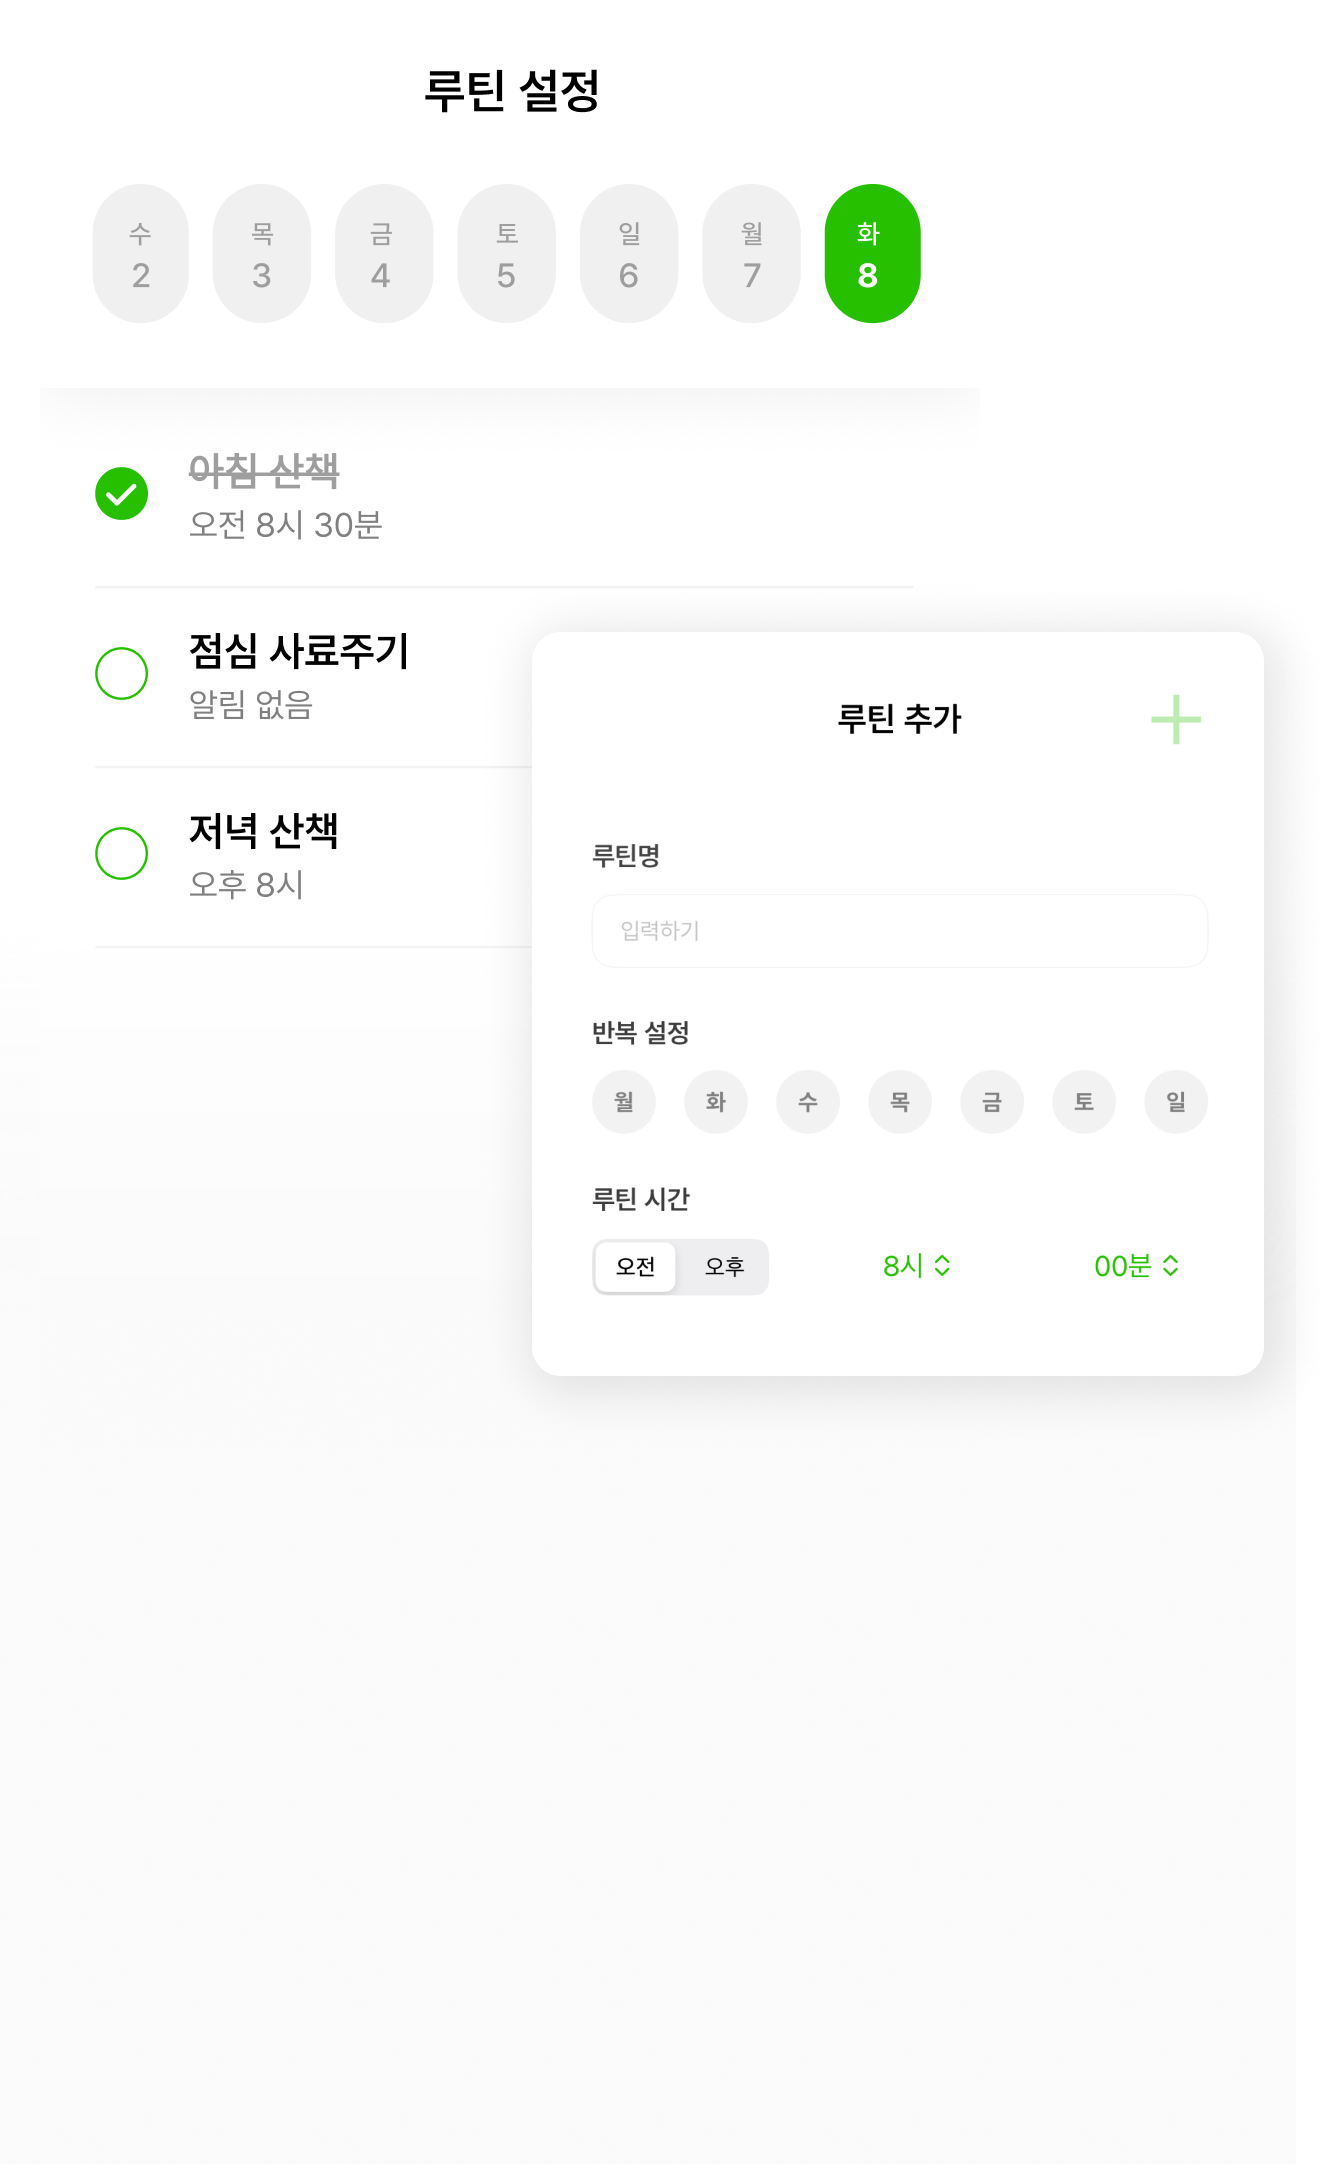 루틴 설정
수 목 금 토 일 월 화
2 3 4 5 6 7 8
아침 산책
오전 8시 30분
점심 사료주기
알림 없음
저녁 산책
오후 8시
루틴 추가
루틴명
입력하기
반복 설정
월 화 수 목 금 토 일
루틴 시간
오전 오후 8시 00분